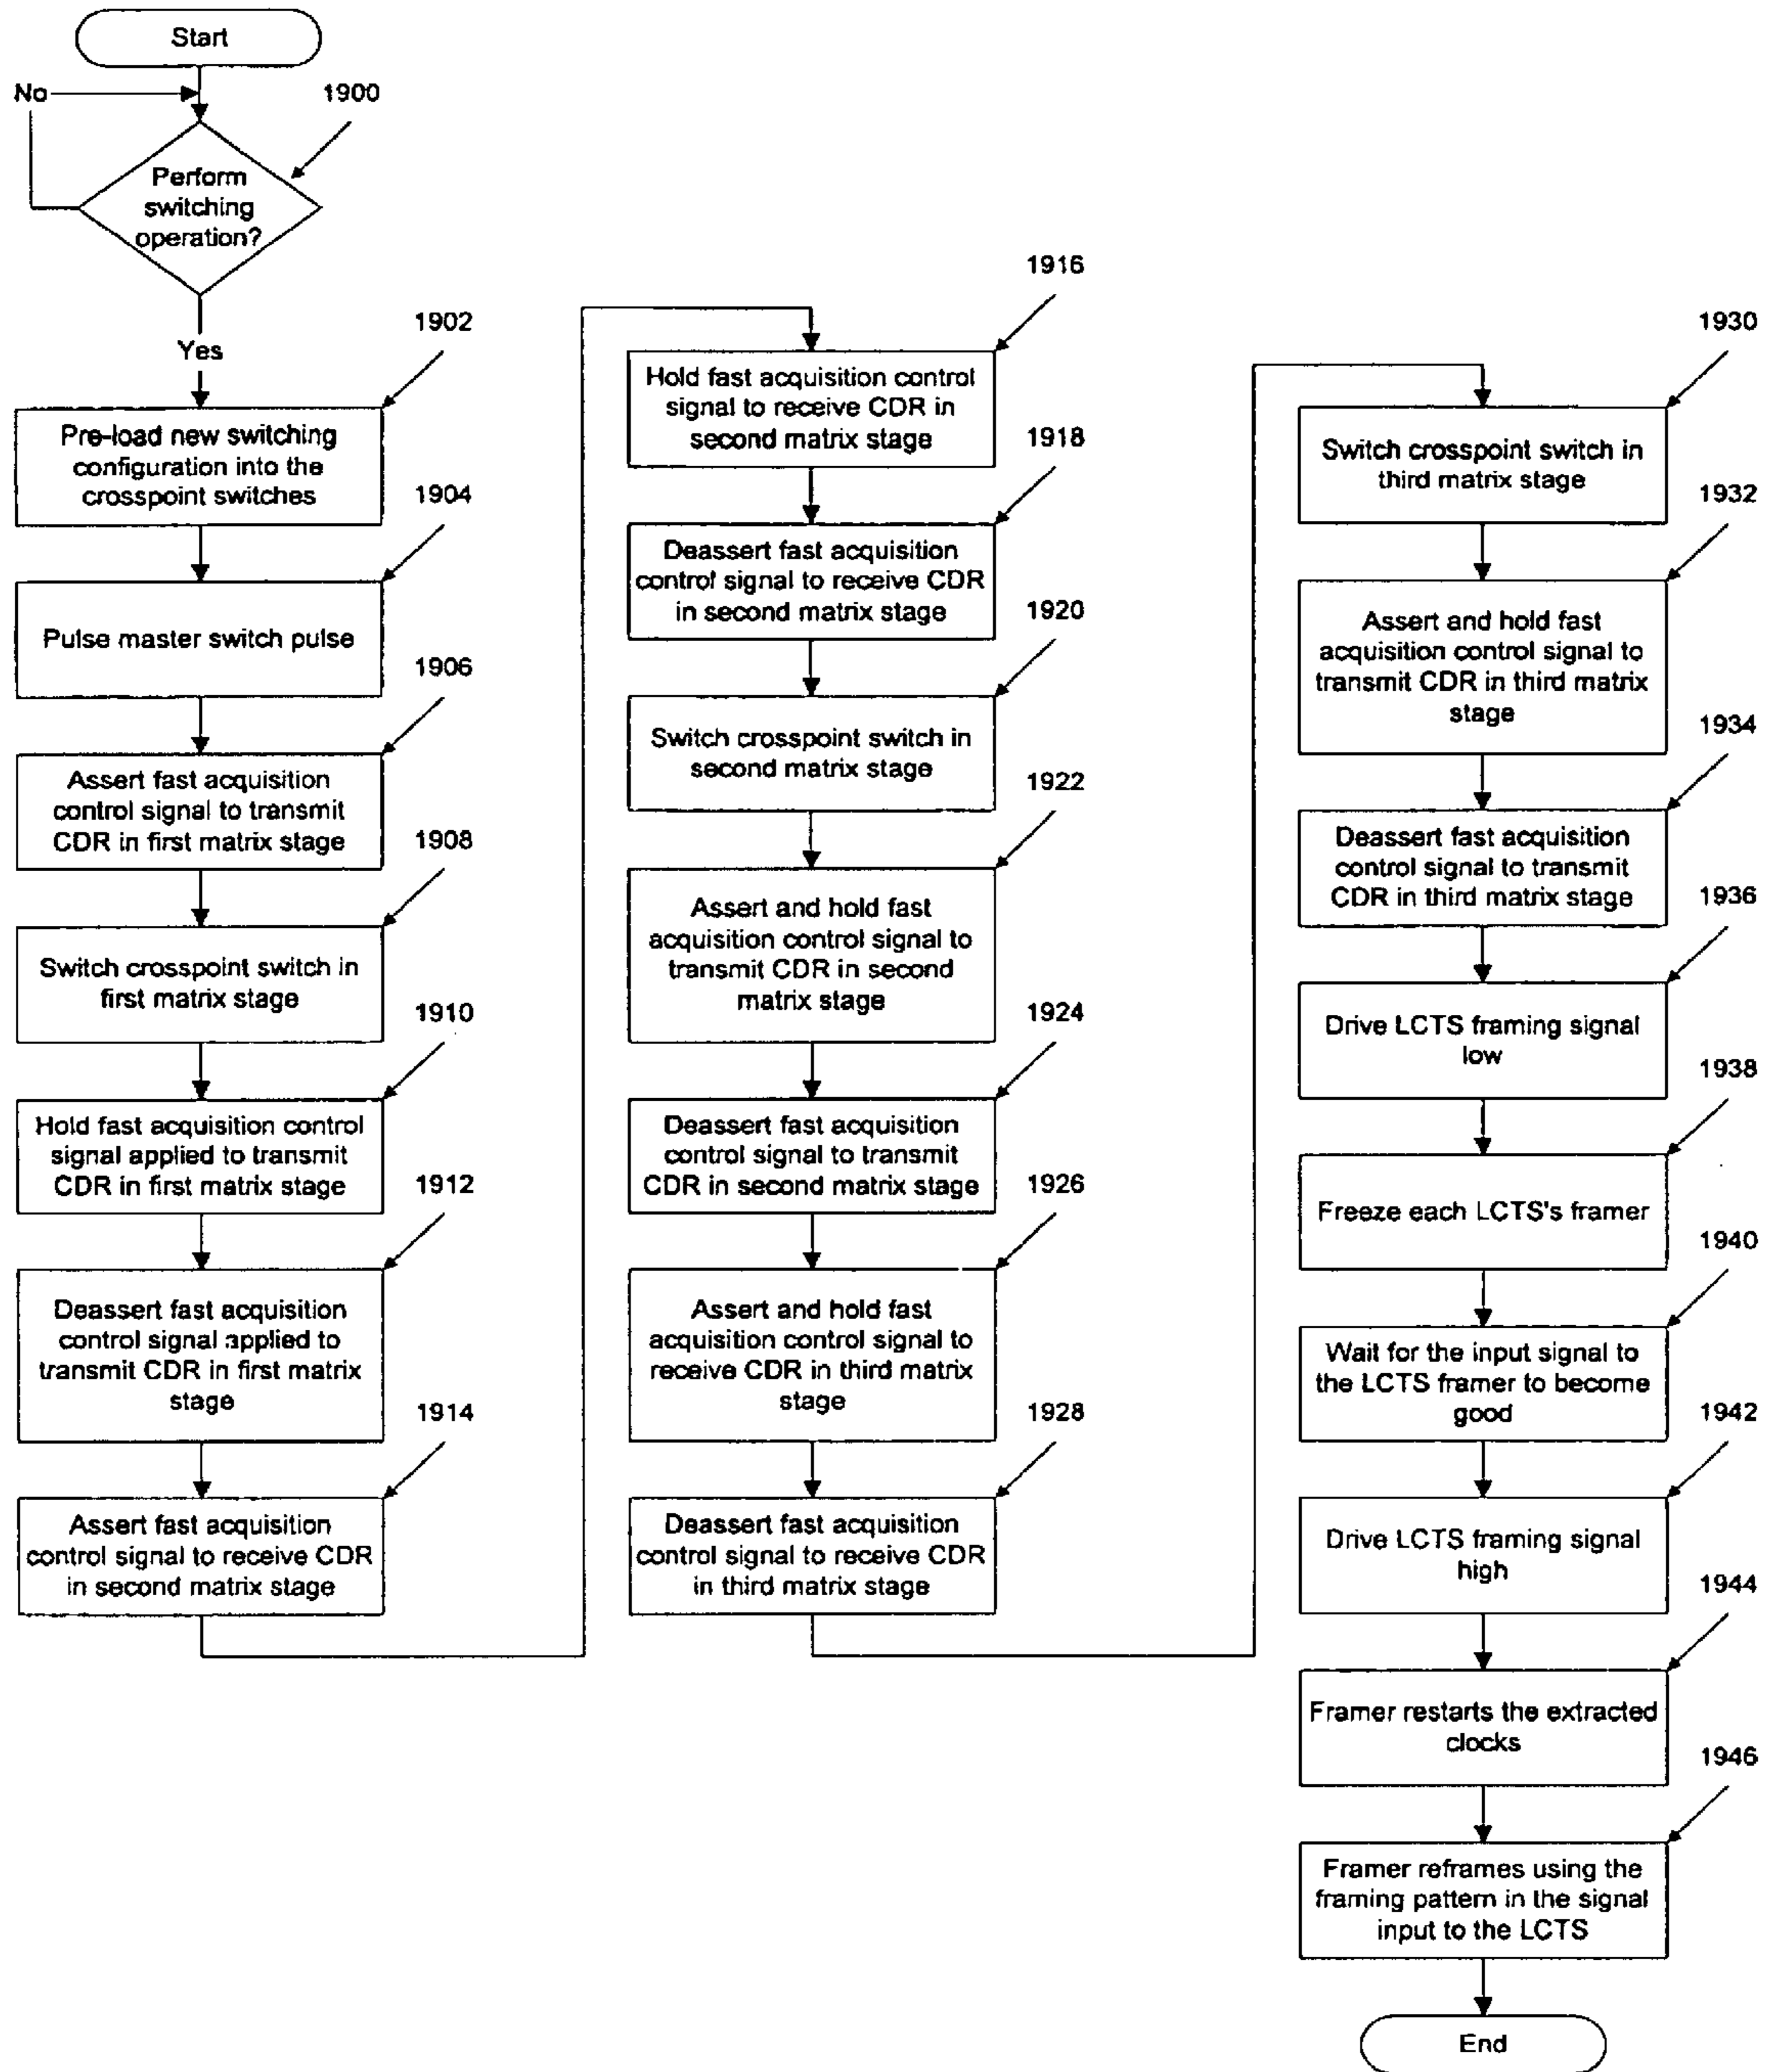 Start
No
1900
Perform
switching
operation?
Yes
1902
Pre-load new switching
configuration into the
crosspoint switches
1904
Pulse master switch pulse
1906
Assert fast acquisition
control signal to transmit
CDR in first matrix stage
1908
Switch crosspoint switch in
first matrix stage
1910
Hold fast acquisition control
signal applied to transmit
CDR in first matrix stage
1912
Deassert fast acquisition
control signal applied to
transmit CDR in first matrix
stage
1914
Assert fast acquisition
control signal to receive CDR
in second matrix stage
1916
Hold fast acquisition control
signal to receive CDR in
second matrix stage
1918
Deassert fast acquisition
control signal to receive CDR
in second matrix stage
1920
Switch crosspoint switch in
second matrix stage
1922
Assert and hold fast
acquisition control signal to
transmit CDR in second
matrix stage
1924
Deassert fast acquisition
control signal to transmit
CDR in second matrix stage
1926
Assert and hold fast
acquisition control signal to
receive CDR in third matrix
stage
1928
Deassert fast acquisition
control signal to receive CDR
in third matrix stage
1930
Switch crosspoint switch in
third matrix stage
1932
Assert and hold fast
acquisition control signal to
transmit CDR in third matrix
stage
1934
Deassert fast acquisition
control signal to transmit
CDR in third matrix stage
1936
Drive LCTS framing signal
low
1938
Freeze each LCTS's framer
1940
Wait for the input signal to
the LCTS framer to become
good
1942
Drive LCTS framing signal
high
1944
Framer restarts the extracted
clocks
1946
Framer reframes using the
framing pattern in the signal
input to the LCTS
End